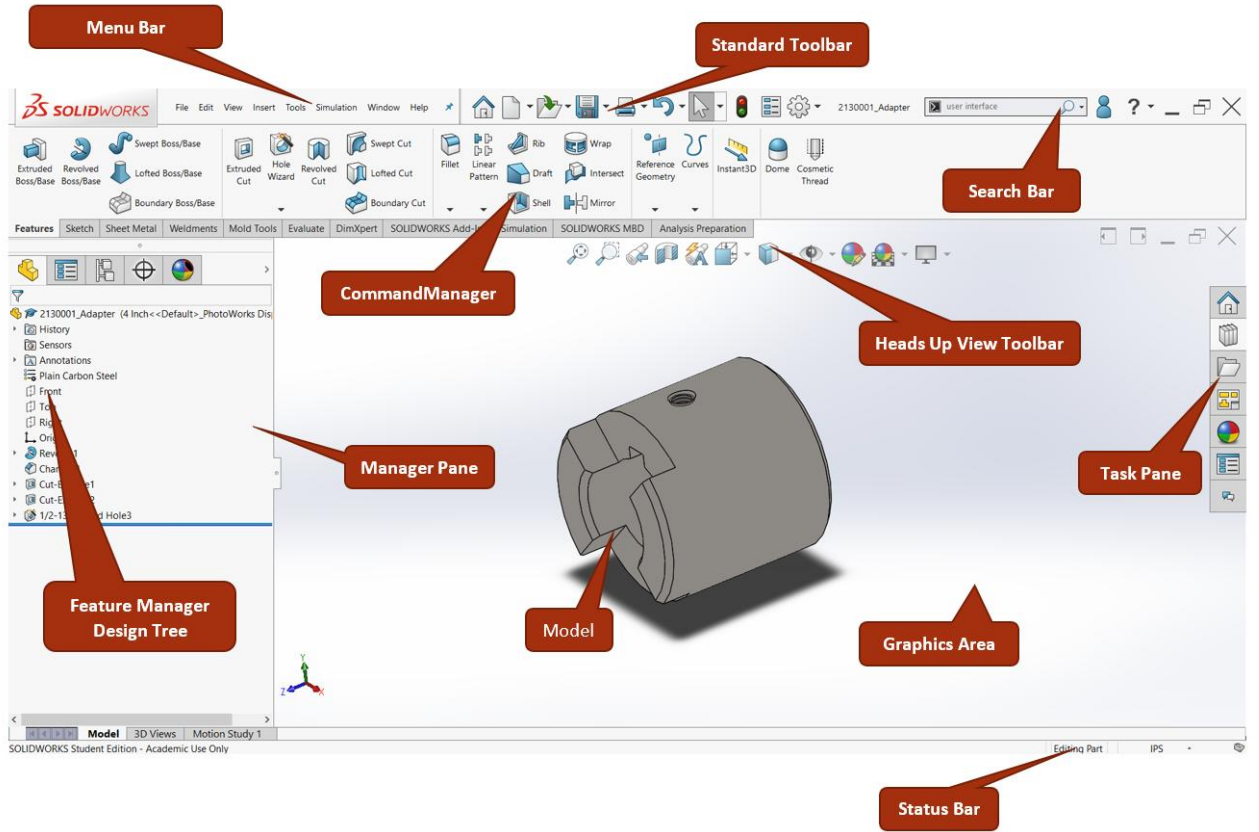 Menu Bar
Standard Toolbar
SOLIDWORKS
File Edit View Insert Tools Simulation Window Help
2130001_Adapter
user interface
?
Search Bar
Extruded Boss/Base
Revolved Boss/Base
Swept Boss/Base
Lofted Boss/Base
Boundary Boss/Base
Extruded Cut
Hole Wizard
Revolved Cut
Swept Cut
Lofted Cut
Boundary Cut
Fillet
Linear Pattern
Rib
Draft
Shell
Wrap
Intersect
Mirror
Reference Geometry
Curves
Instant3D
Dome
Cosmetic Thread
Features Sketch Sheet Metal Weldments Mold Tools Evaluate DimXpert SOLIDWORKS Simulation SOLIDWORKS MBD Analysis Preparation
CommandManager
Heads Up View Toolbar
2130001_Adapter (4 Inch<<Default>_PhotoWorks
History
Sensors
Annotations
Plain Carbon Steel
Front
Manager Pane
Task Pane
Feature Manager
Design Tree
Model
Graphics Area
Y
Z
X
Model 3D Views Motion Study 1
SOLIDWORKS Student Edition - Academic Use Only
Editing Part IPS
Status Bar